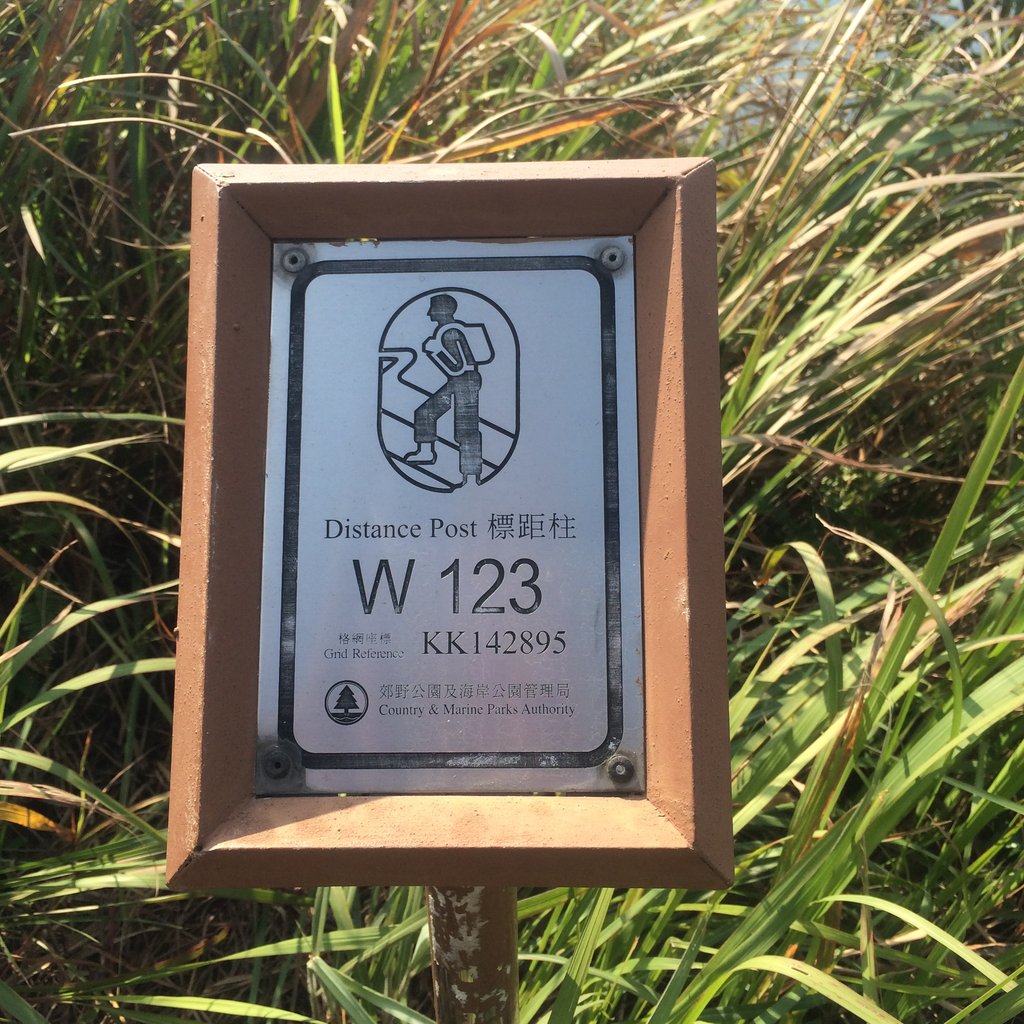 Distance Post 標距柱
W 123
格網座標
Grid Reference KK142895
郊野公園及海岸公園管理局
Country & Marine Parks Authority